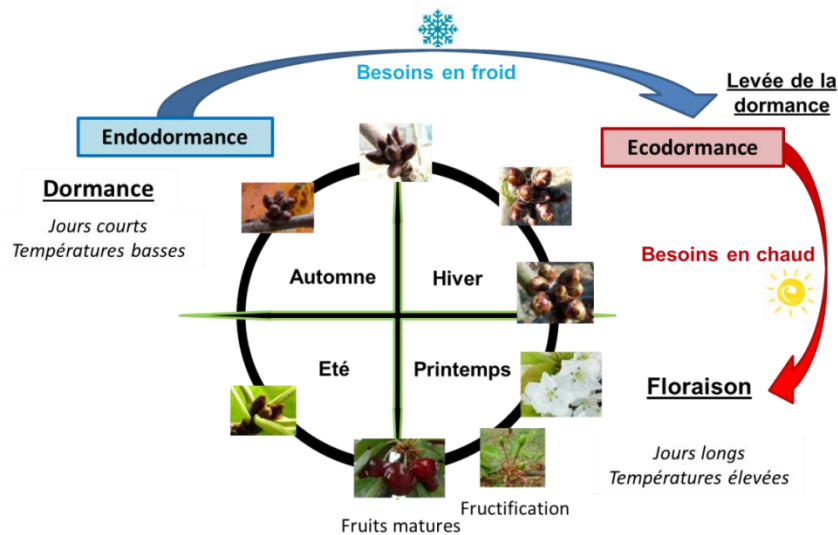 Besoins en froid
Levée de la
dormance
Endodormance
Ecodormance
Dormance
Jours courts
Températures basses
Besoins en chaud
Automne
Hiver
Eté
Printemps
Floraison
Jours longs
Températures élevées
Fructification
Fruits matures